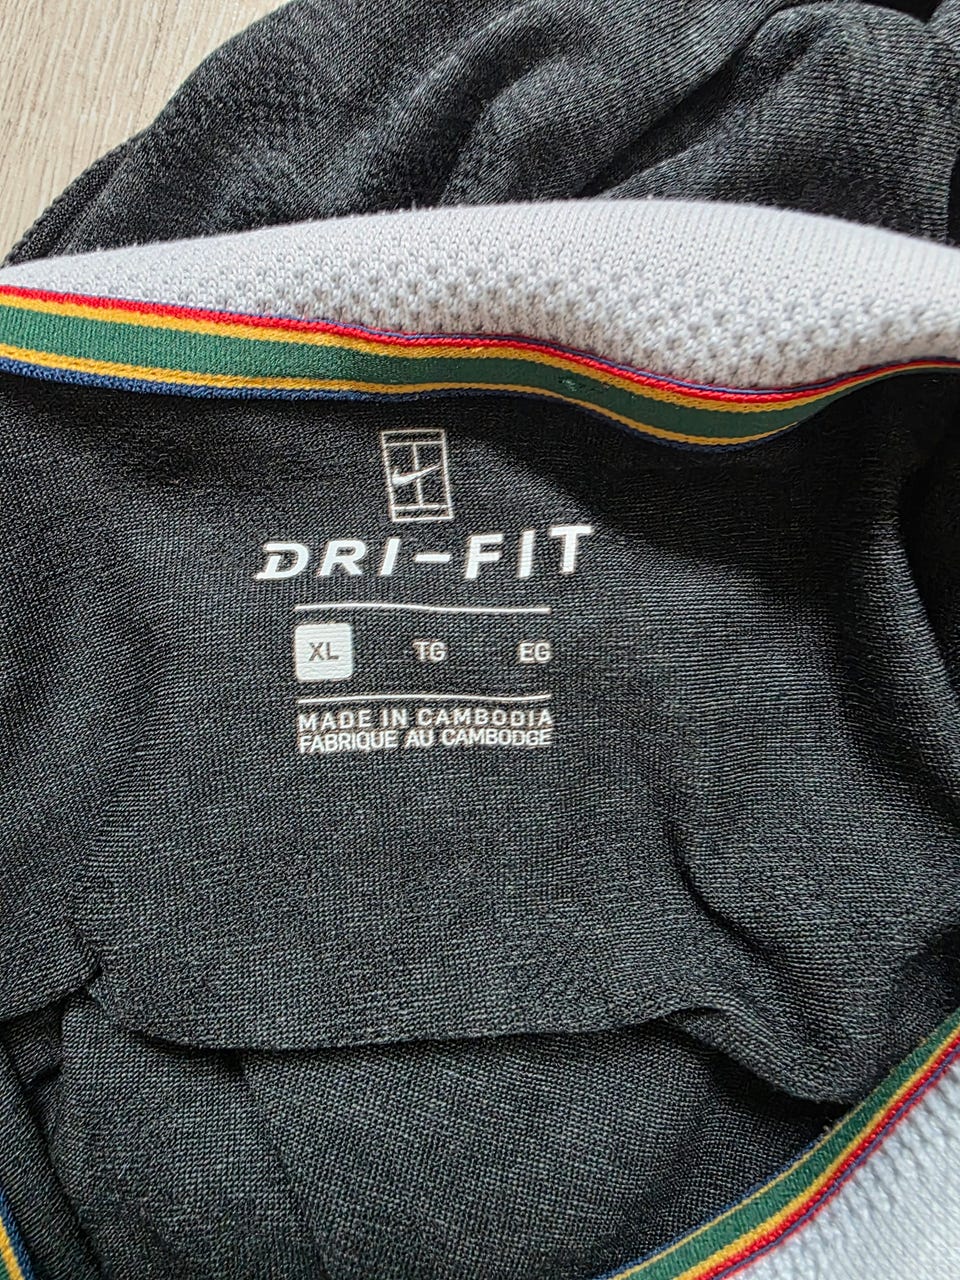 DRI-FIT
XL TG EG
MADE IN CAMBODIA
FABRIQUE AU CAMBODGE